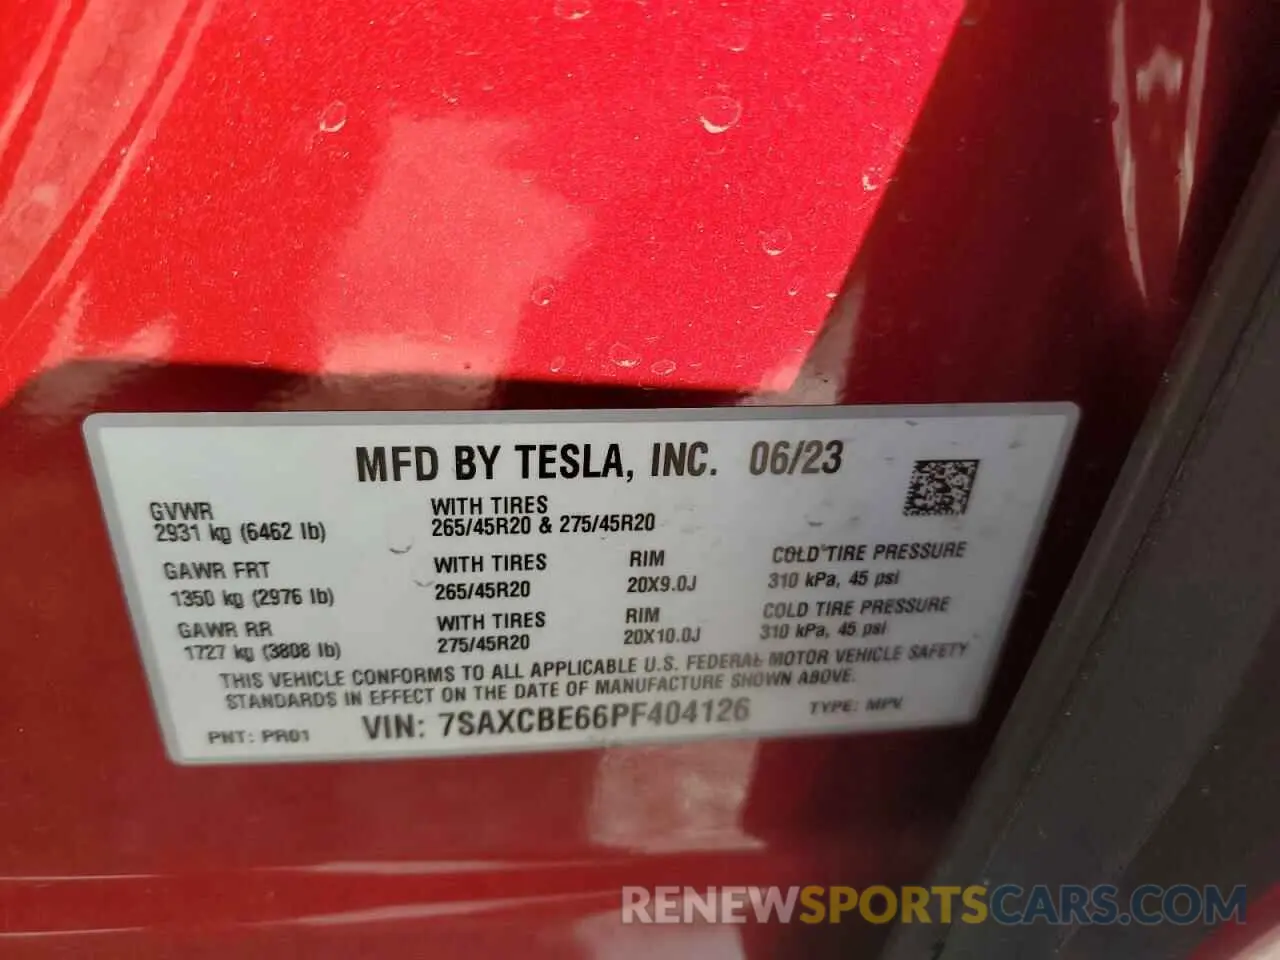 MFD BY TESLA, INC. 06/23
GVWR
2931 kg (6462 lb)
WITH TIRES
265/45R20 & 275/45R20
GAWR FRT
1350 kg (2976 lb)
WITH TIRES
265/45R20
RIM
20X9.0J
COLD TIRE PRESSURE
310 kPa, 45 psi
GAWR RR
1727 kg (3808 lb)
WITH TIRES
275/45R20
RIM
20X10.0J
COLD TIRE PRESSURE
310 kPa, 45 psi
THIS VEHICLE CONFORMS TO ALL APPLICABLE U.S. FEDERAL MOTOR VEHICLE SAFETY
STANDARDS IN EFFECT ON THE DATE OF MANUFACTURE SHOWN ABOVE.
PNT: PR01 VIN: 7SAXCBE66PF404126 TYPE: MPV
RENEWSPORTSCARS.COM